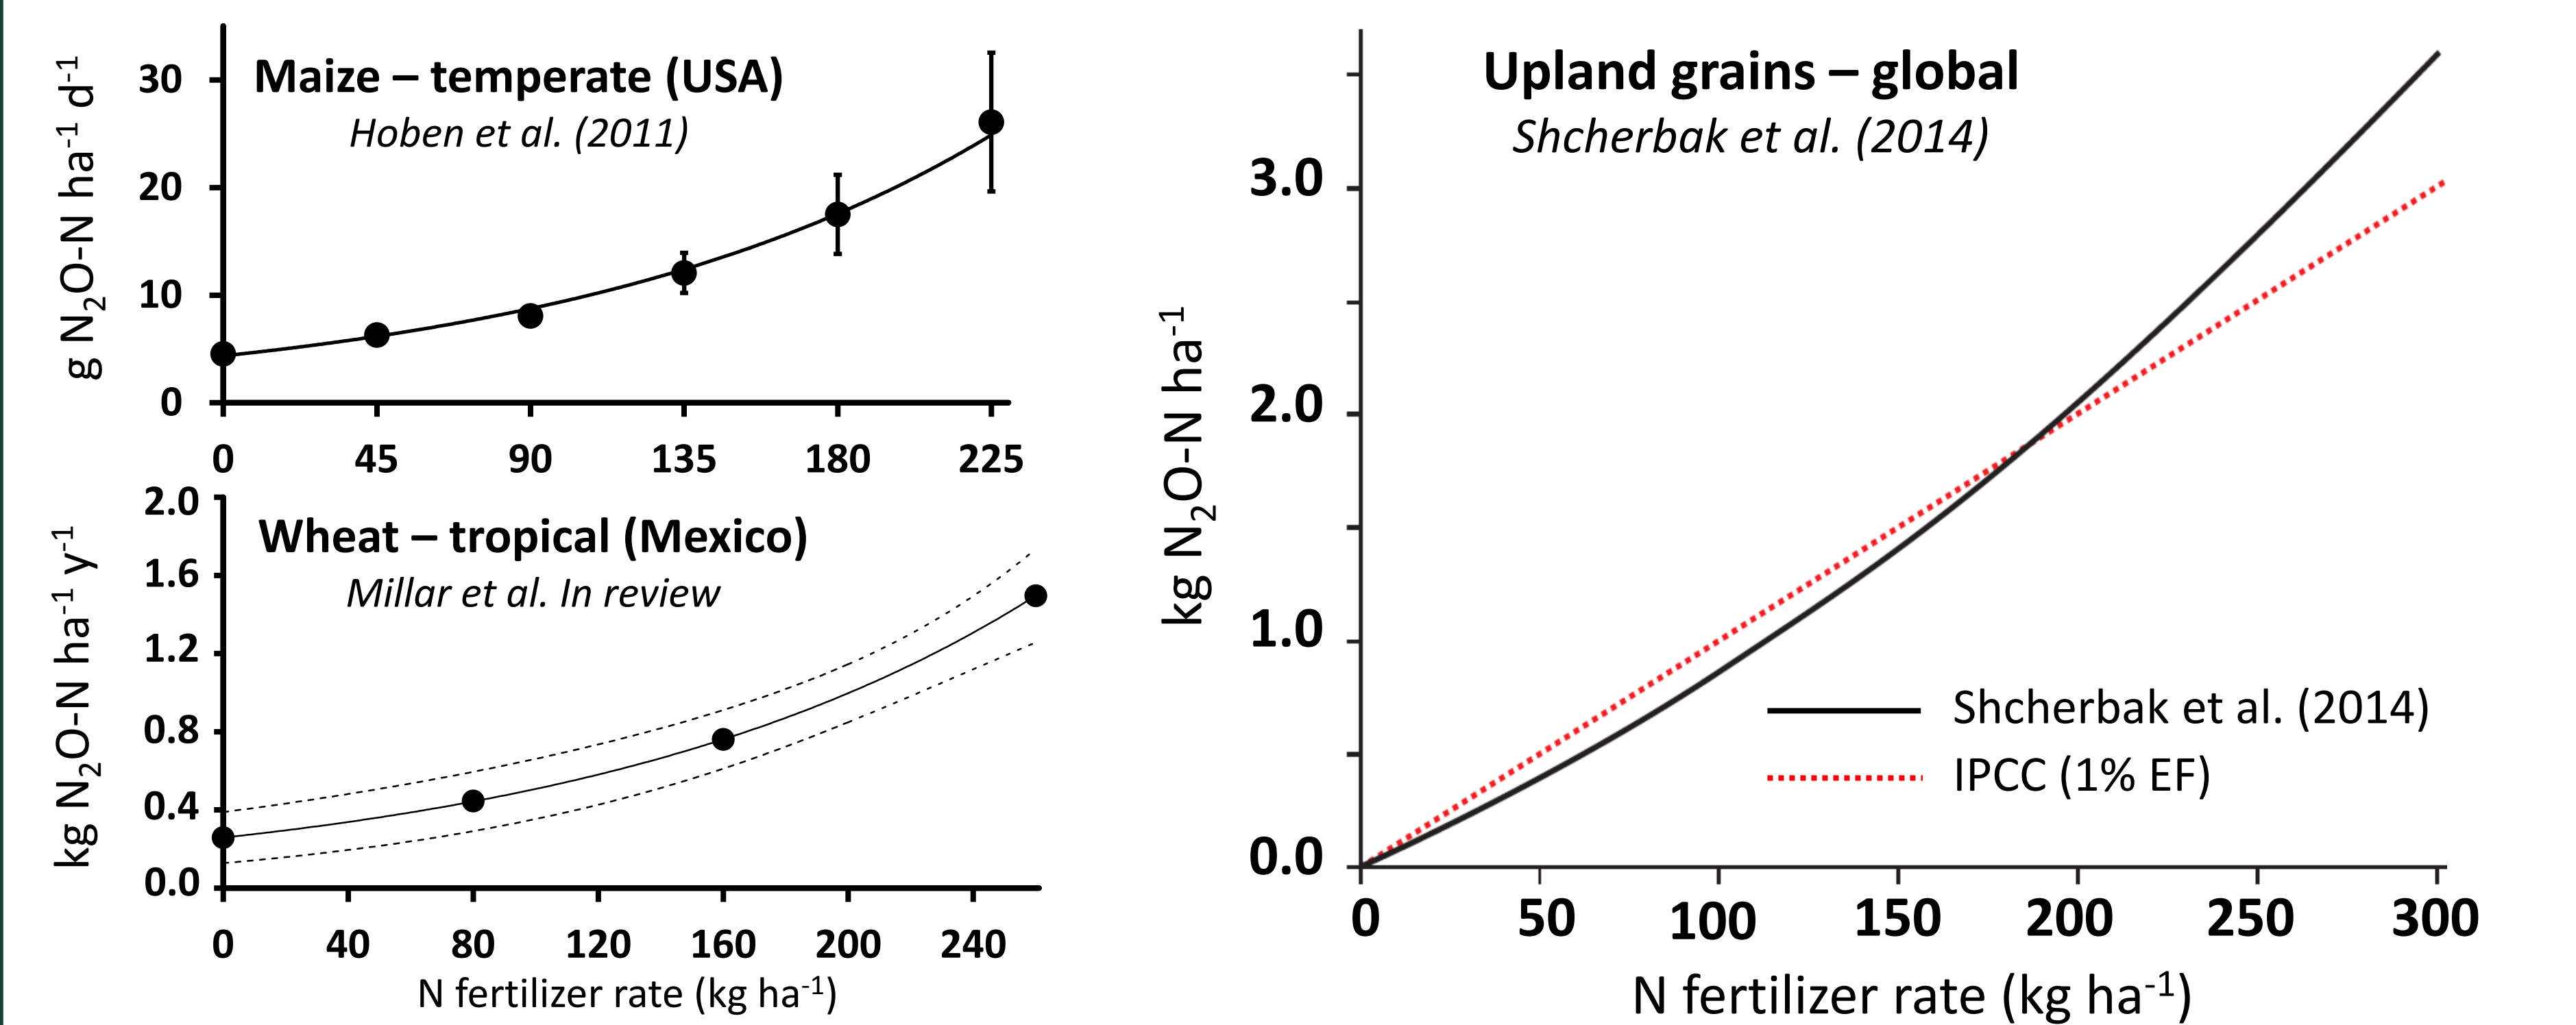 Maize – temperate (USA)
Hoben et al. (2011)
g N₂O-N ha⁻¹ d⁻¹
30
20
10
0
0 45 90 135 180 225
Wheat – tropical (Mexico)
Millar et al. In review
kg N₂O-N ha⁻¹ y⁻¹
2.0
1.6
1.2
0.8
0.4
0.0
0 40 80 120 160 200 240
N fertilizer rate (kg ha⁻¹)
Upland grains – global
Shcherbak et al. (2014)
kg N₂O-N ha⁻¹
3.0
2.0
1.0
0.0
Shcherbak et al. (2014)
IPCC (1% EF)
0 50 100 150 200 250 300
N fertilizer rate (kg ha⁻¹)